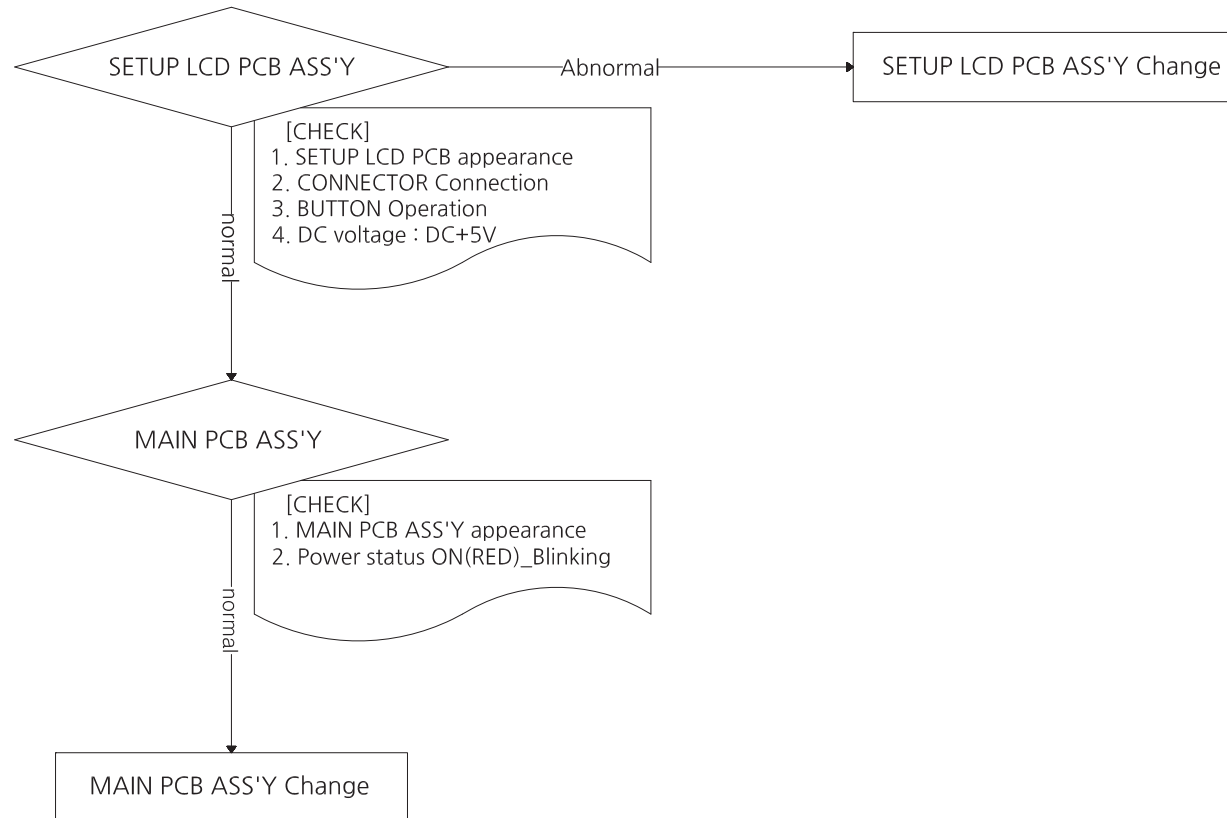 SETUP LCD PCB ASS'Y
Abnormal
SETUP LCD PCB ASS'Y Change
[CHECK]
1. SETUP LCD PCB appearance
2. CONNECTOR Connection
3. BUTTON Operation
4. DC voltage : DC+5V
normal
MAIN PCB ASS'Y
[CHECK]
1. MAIN PCB ASS'Y appearance
2. Power status ON(RED)_Blinking
normal
MAIN PCB ASS'Y Change